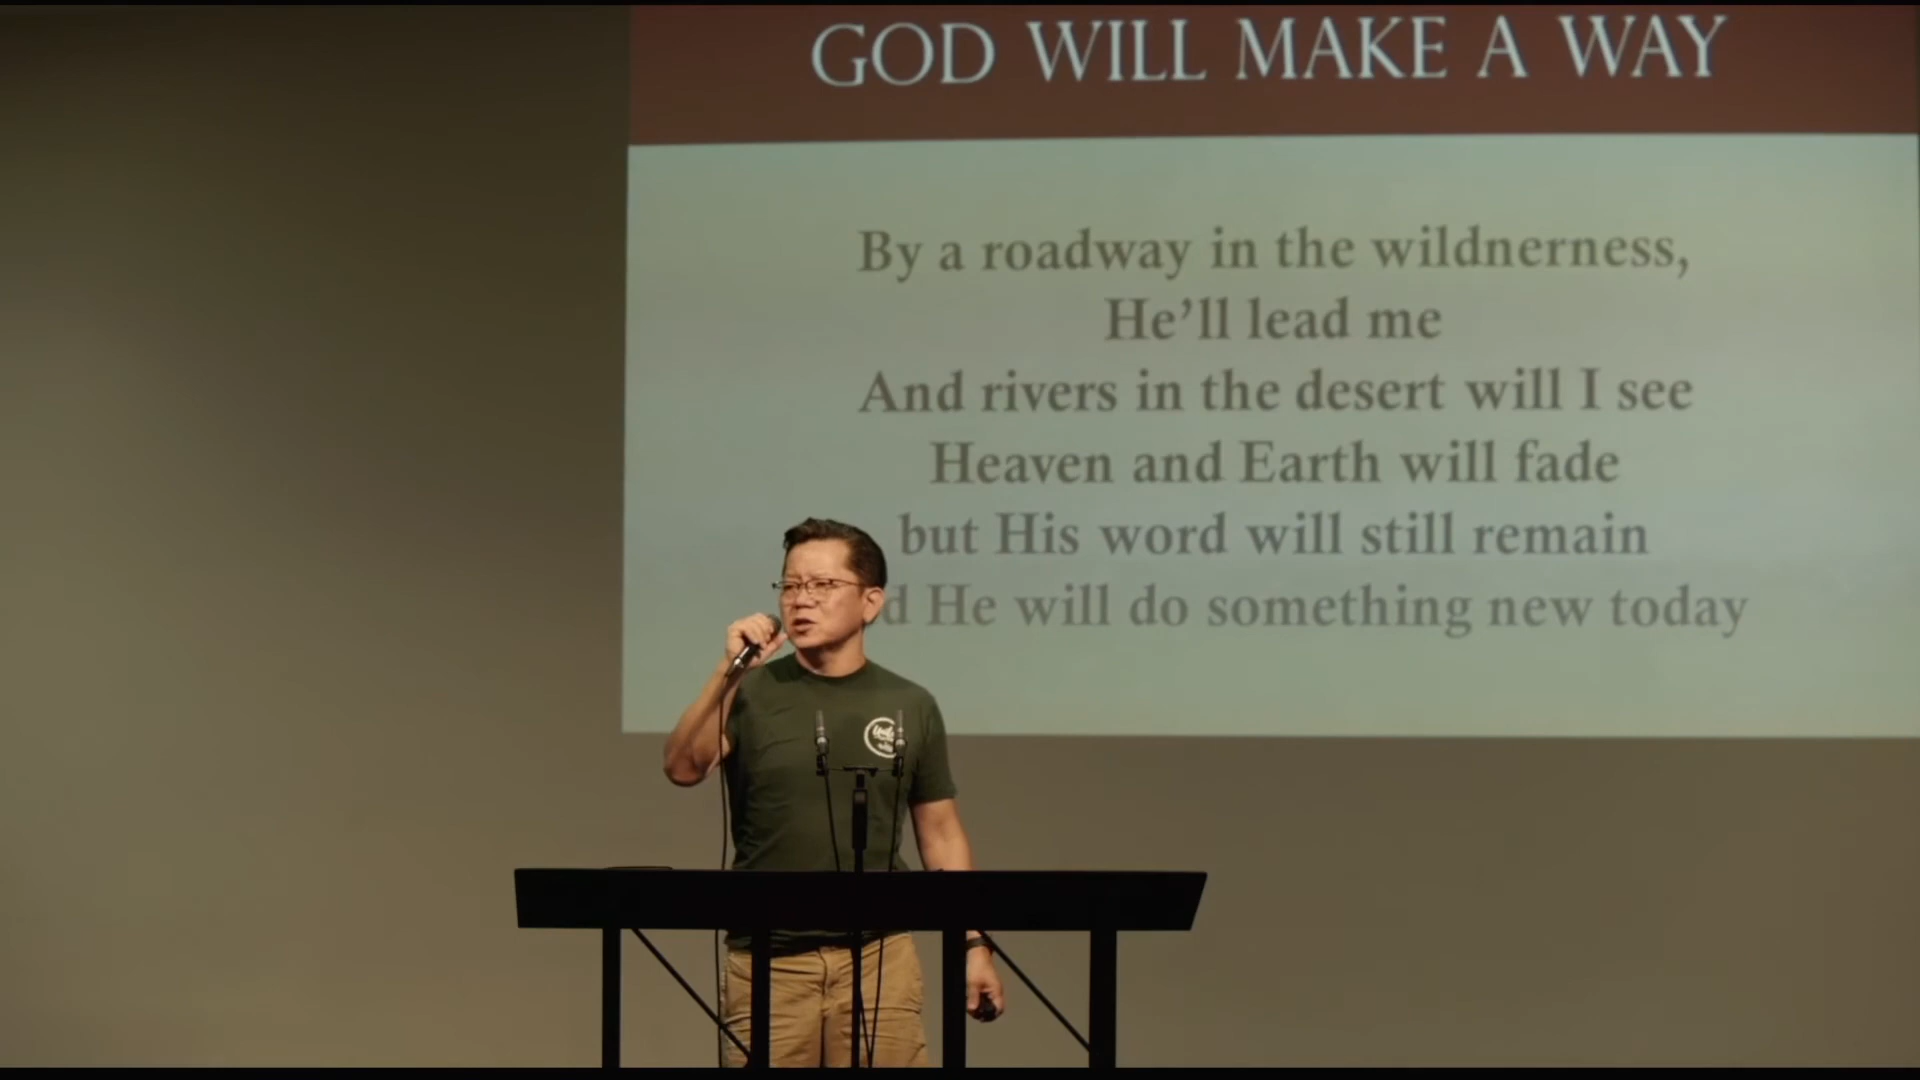 GOD WILL MAKE A WAY
By a roadway in the wildnerness,
He'll lead me
And rivers in the desert will I see
Heaven and Earth will fade
but His word will still remain
He will do something new today